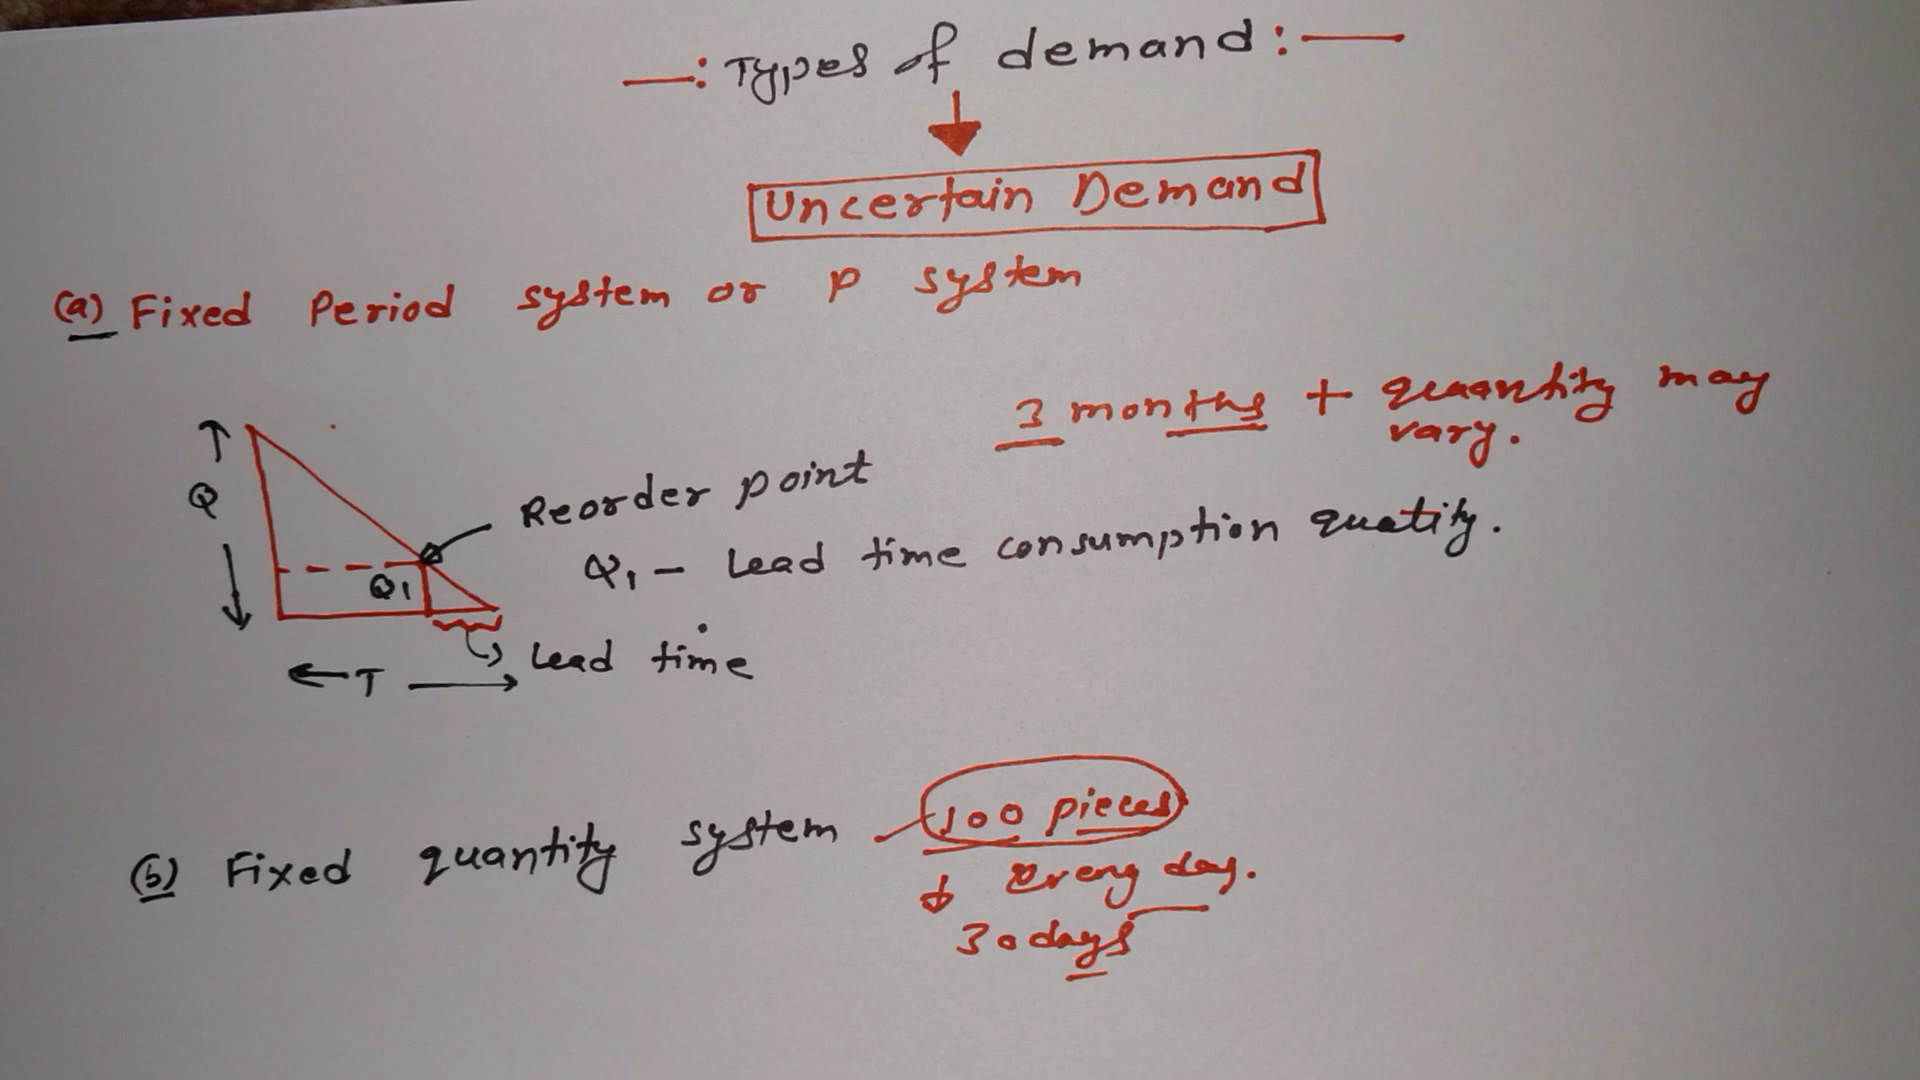 —: Types of demand :—
Uncertain Demand
(a) Fixed Period system or P system
3 months + quantity may
vary.
Q
Reorder point
Q1 – Lead time consumption quatity.
Q1
Lead time
T
(b) Fixed quantity system – 100 pieces
Every day.
30 days